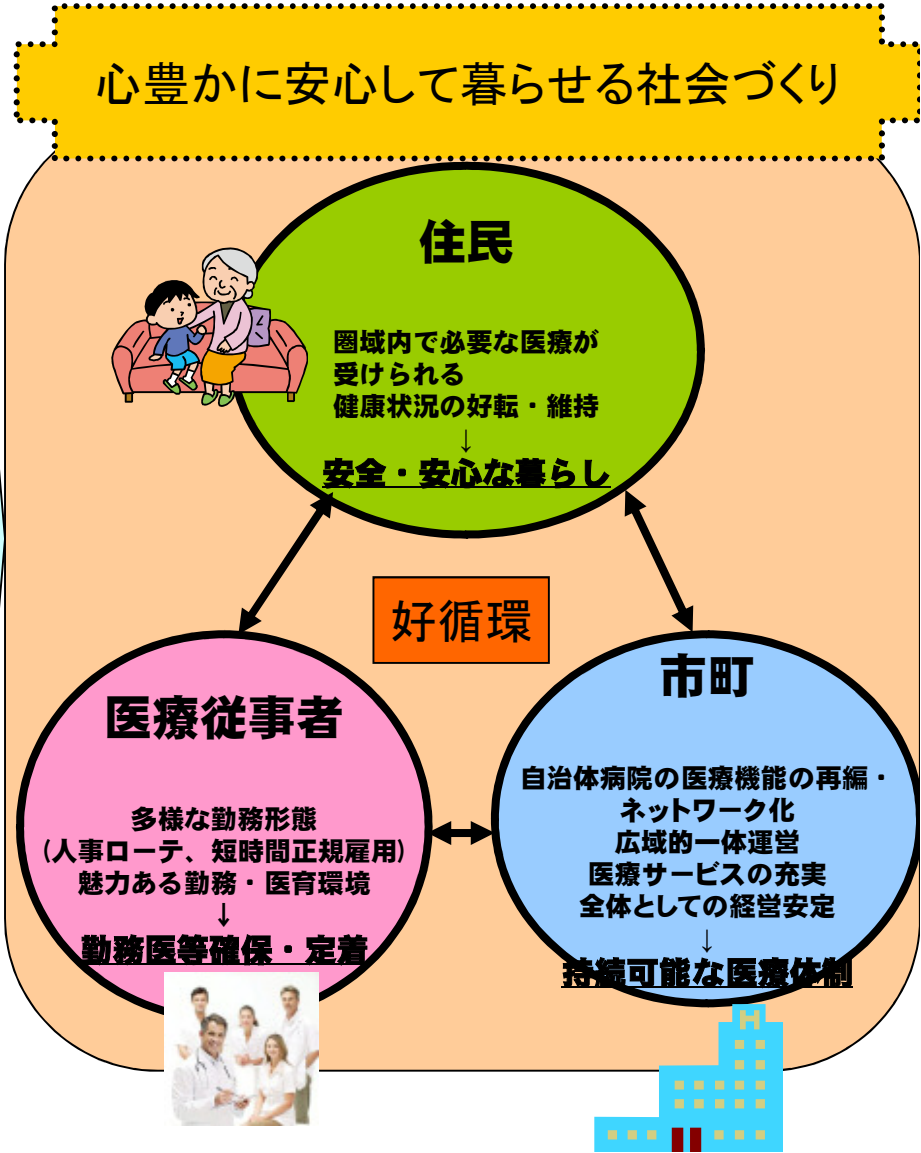 心豊かに安心して暮らせる社会づくり
住民
圏域内で必要な医療が
受けられる
健康状況の好転・維持
↓
安全・安心な暮らし
好循環
医療従事者
多様な勤務形態
(人事ローテ、短時間正規雇用)
魅力ある勤務・医育環境
↓
勤務医等確保・定着
市町
自治体病院の医療機能の再編・
ネットワーク化
広域的一体運営
医療サービスの充実
全体としての経営安定
↓
持続可能な医療体制
H